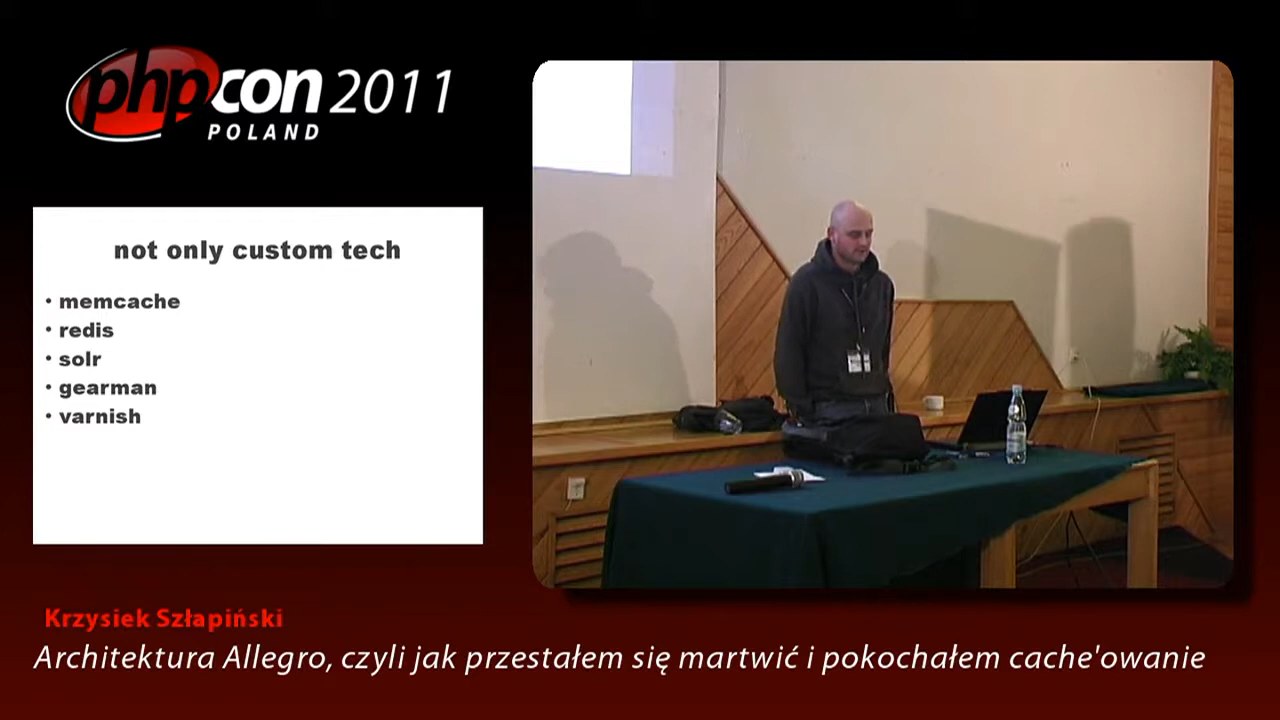 phpcon 2011
POLAND
not only custom tech
• memcache
• redis
• solr
• gearman
• varnish
Krzysiek Szłapiński
Architektura Allegro, czyli jak przestałem się martwić i pokochałem cache'owanie